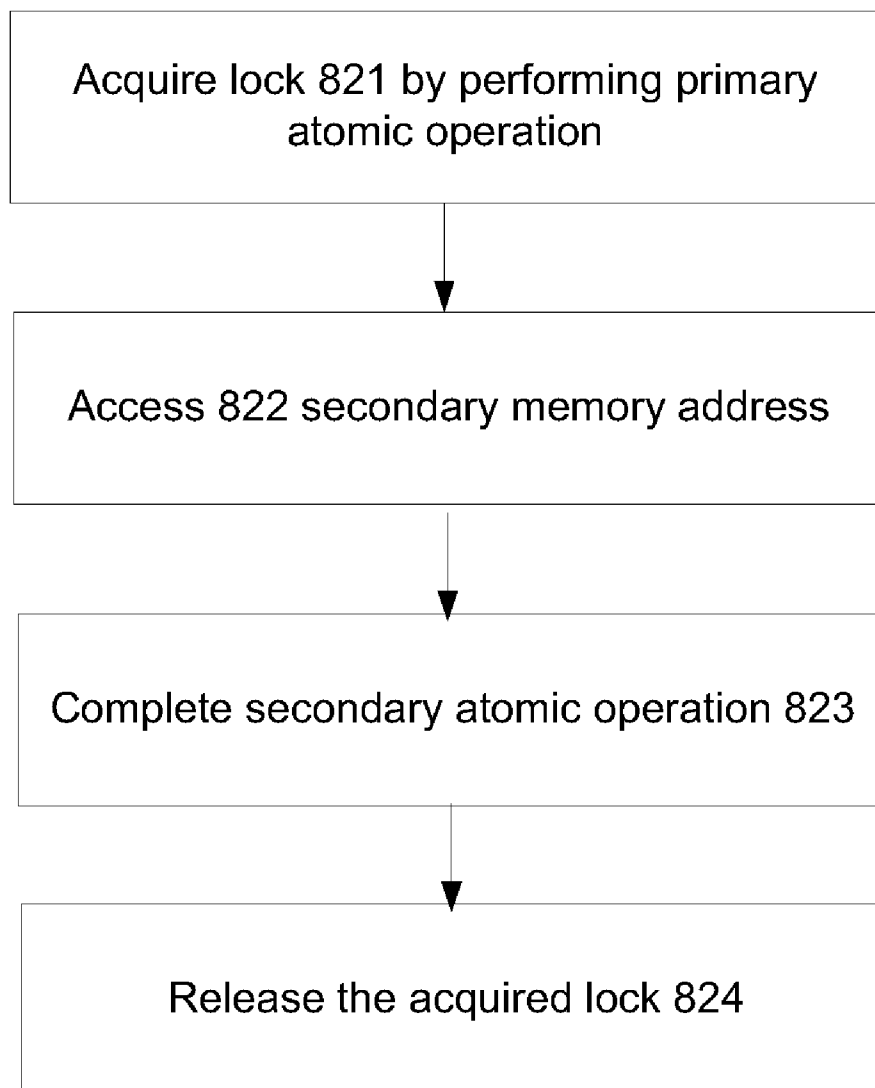 Acquire lock 821 by performing primary
atomic operation
Access 822 secondary memory address
Complete secondary atomic operation 823
Release the acquired lock 824